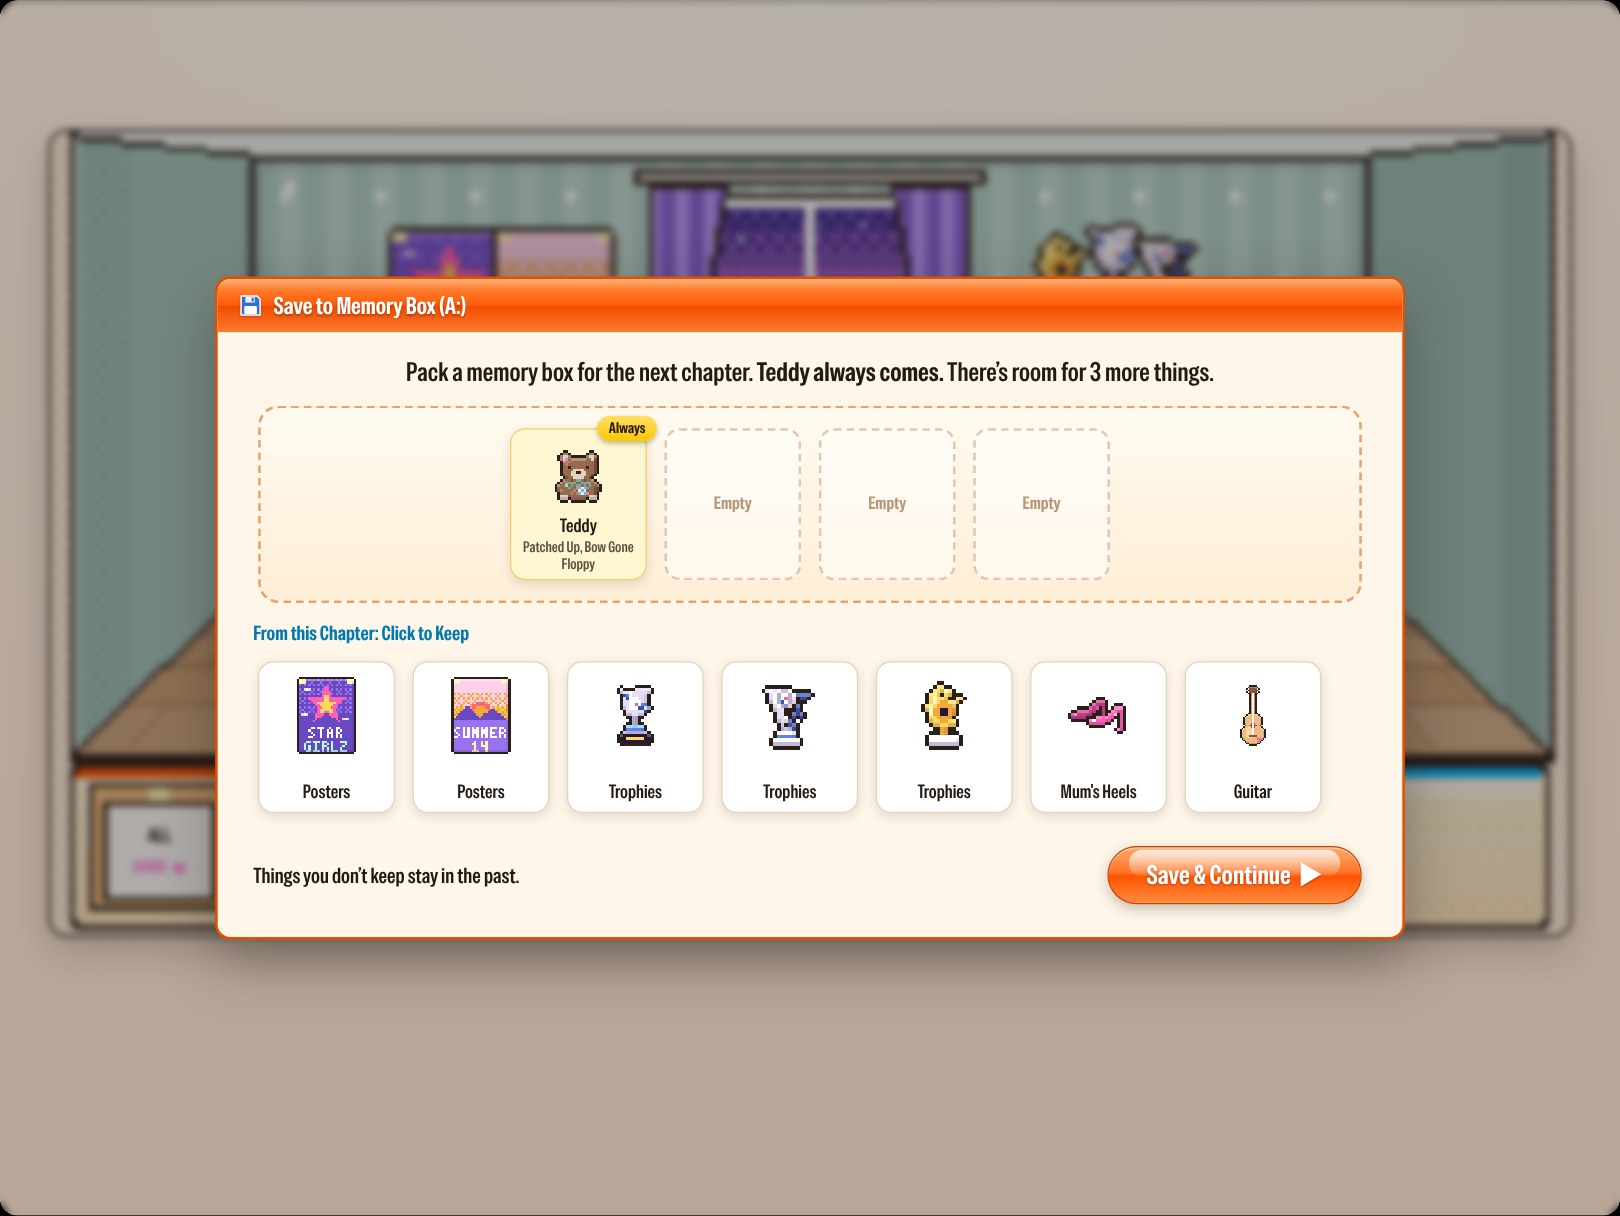 Save to Memory Box (A:)
Pack a memory box for the next chapter. Teddy always comes. There's room for 3 more things.
Always
Teddy
Patched Up, Bow Gone
Floppy
Empty
Empty
Empty
From this Chapter: Click to Keep
STAR
GIRLZ
Posters
SUMMER
14
Posters
Trophies
Trophies
Trophies
Mum's Heels
Guitar
Things you don't keep stay in the past.
Save & Continue
ALL